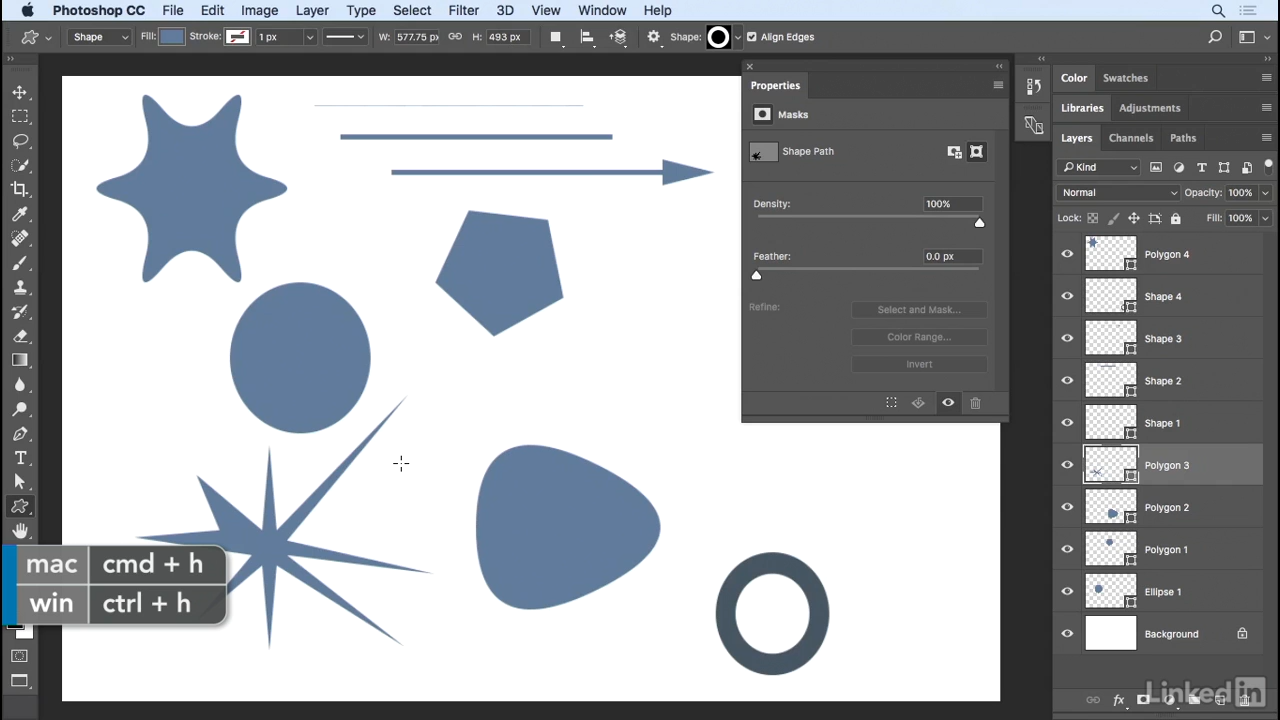 Photoshop CC File Edit Image Layer Type Select Filter 3D View Window Help
Shape Fill: Stroke: 1 px W: 577.75 px H: 493 px Shape: Align Edges
Properties
Masks
Shape Path
Density: 100%
Feather: 0.0 px
Refine: Select and Mask...
Color Range...
Invert
Color Swatches
Libraries Adjustments
Layers Channels Paths
Kind
Normal Opacity: 100%
Lock: Fill: 100%
Polygon 4
Shape 4
Shape 3
Shape 2
Shape 1
Polygon 3
Polygon 2
Polygon 1
Ellipse 1
Background
mac cmd + h
win ctrl + h
Linked in